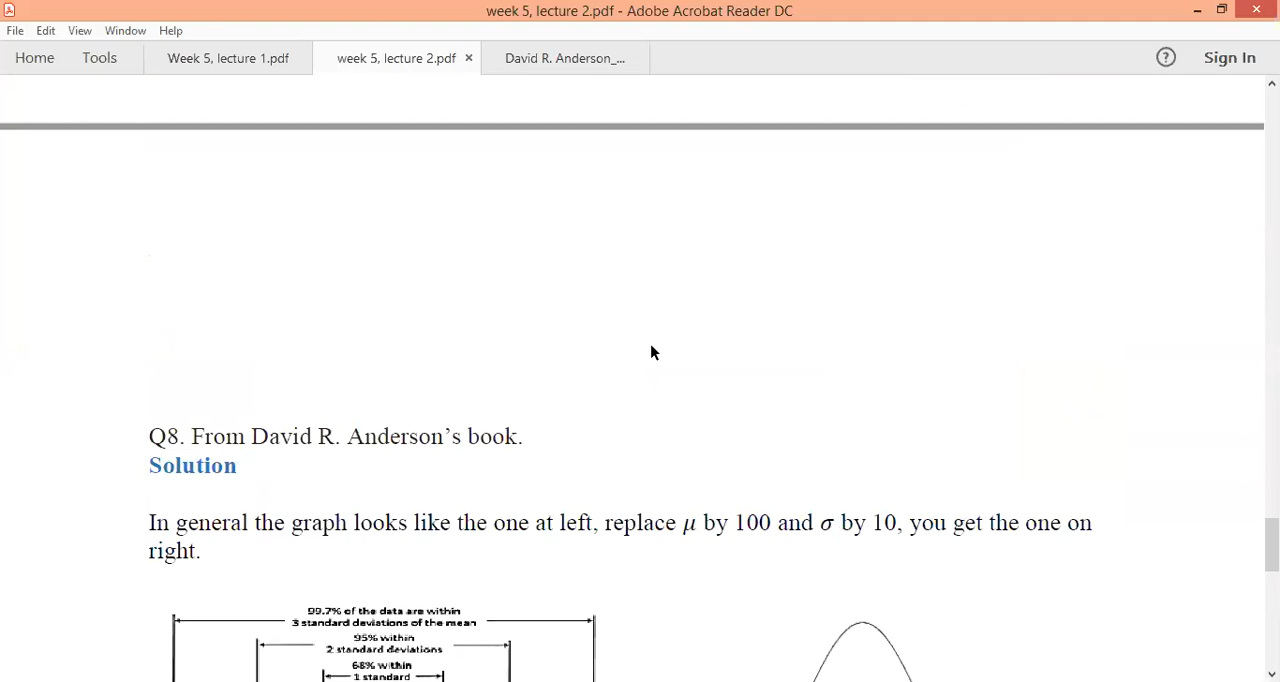 week 5, lecture 2.pdf - Adobe Acrobat Reader DC
File Edit View Window Help
Home Tools Week 5, lecture 1.pdf week 5, lecture 2.pdf × David R. Anderson_... ? Sign In
Q8. From David R. Anderson’s book.
Solution
In general the graph looks like the one at left, replace μ by 100 and σ by 10, you get the one on
right.
99.7% of the data are within
3 standard deviations of the mean
95% within
2 standard deviations
68% within
1 standard